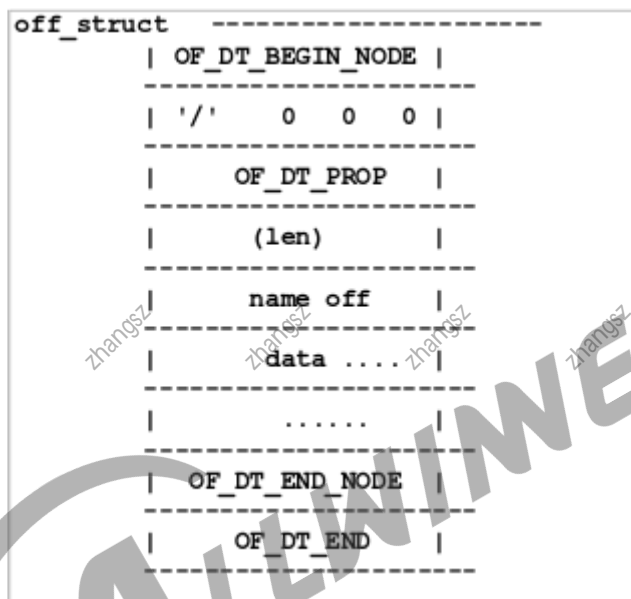 off_struct ----------------------
| OF_DT_BEGIN_NODE |
----------------------
| '/' 0 0 0 |
----------------------
| OF_DT_PROP |
----------------------
| (len) |
----------------------
| name off |
----------------------
zhangsz zhangsz zhangsz zhangsz
| data .... |
----------------------
| ...... |
----------------------
| OF_DT_END_NODE |
----------------------
| OF_DT_END |
----------------------
ALLWINNE